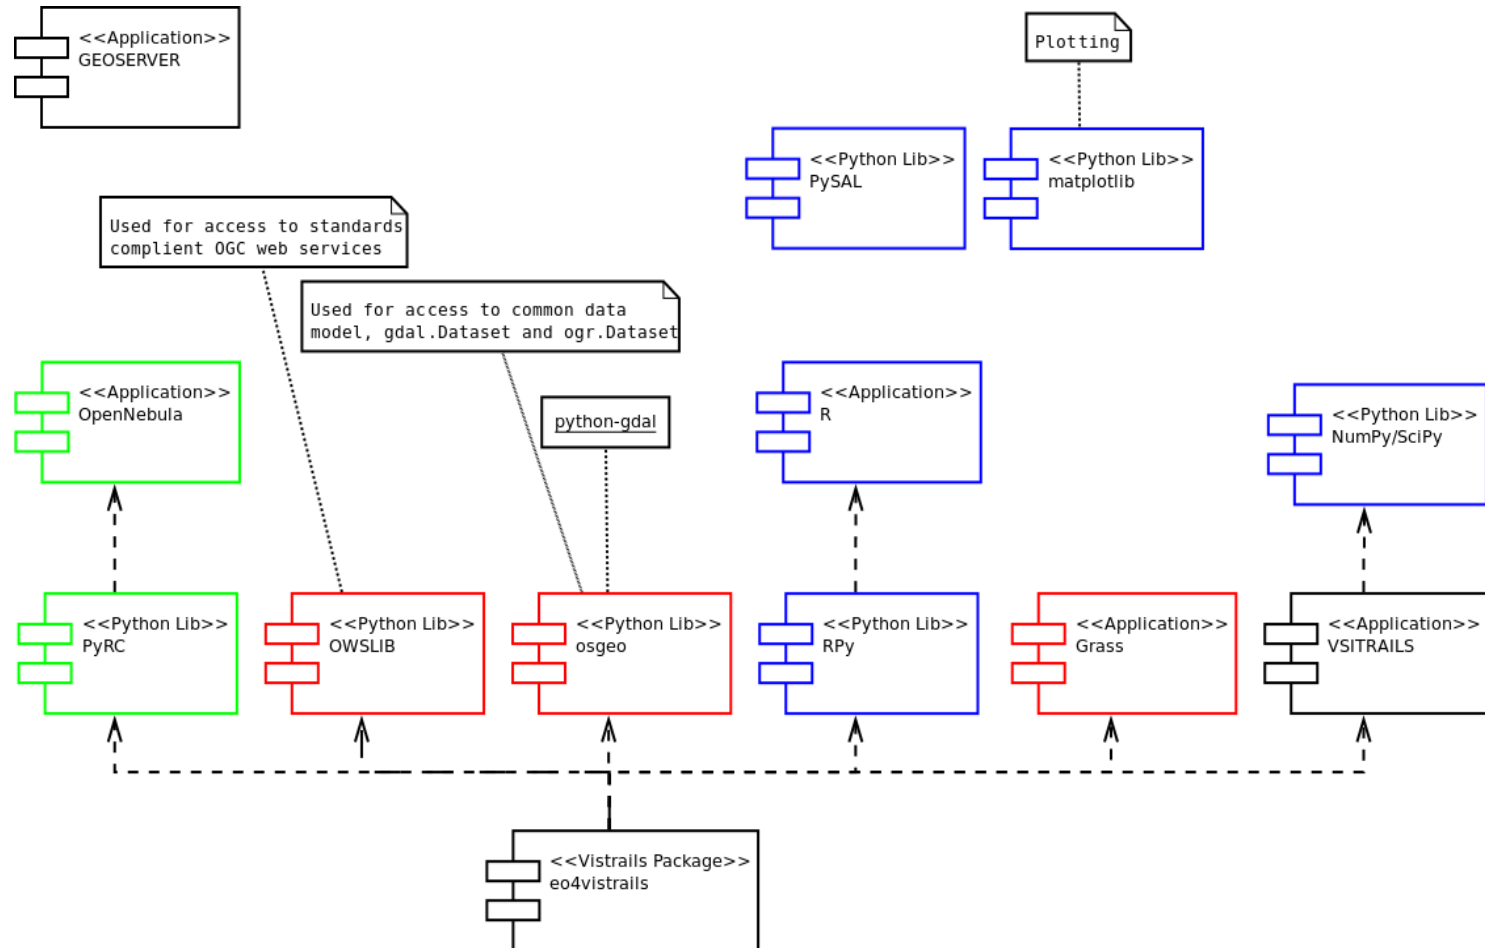 <<Application>>
GEOSERVER
Plotting
<<Python Lib>>
PySAL
<<Python Lib>>
matplotlib
Used for access to standards
complient OGC web services
Used for access to common data
model, gdal.Dataset and ogr.Dataset
<<Application>>
OpenNebula
python-gdal
<<Application>>
R
<<Python Lib>>
NumPy/SciPy
<<Python Lib>>
PyRC
<<Python Lib>>
OWSLIB
<<Python Lib>>
osgeo
<<Python Lib>>
RPy
<<Application>>
Grass
<<Application>>
VSITRAILS
<<Vistrails Package>>
eo4vistrails